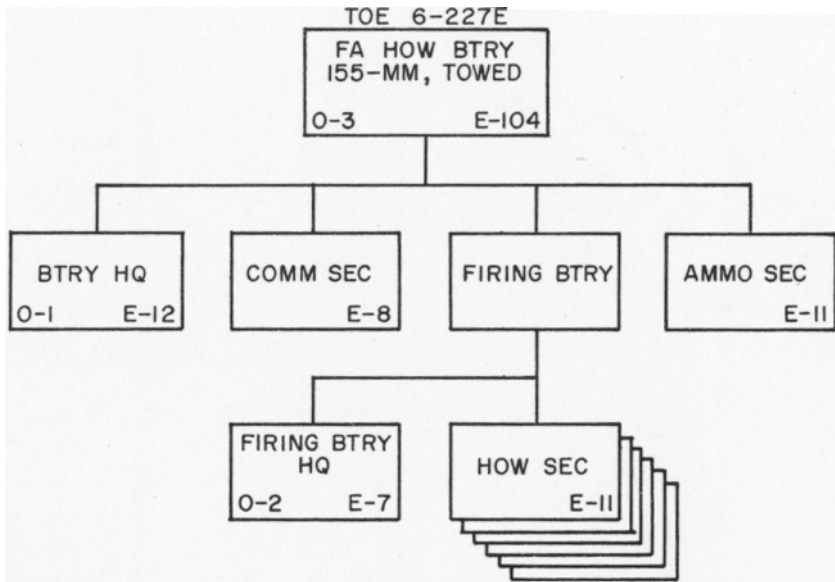 TOE 6-227E
FA HOW BTRY
155-MM, TOWED
O-3 E-104
BTRY HQ
O-1 E-12
COMM SEC
E-8
FIRING BTRY
AMMO SEC
E-11
FIRING BTRY
HQ
O-2 E-7
HOW SEC
E-11